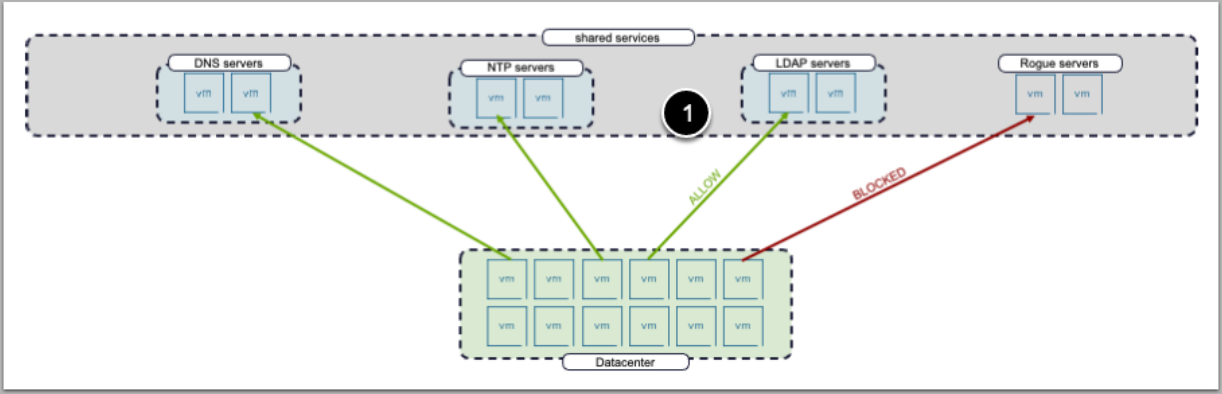 shared services
DNS servers
NTP servers
LDAP servers
Rogue servers
vm vm
vm vm
vm vm
vm vm
1
ALLOW
BLOCKED
vm vm vm vm vm vm
vm vm vm vm vm vm
Datacenter